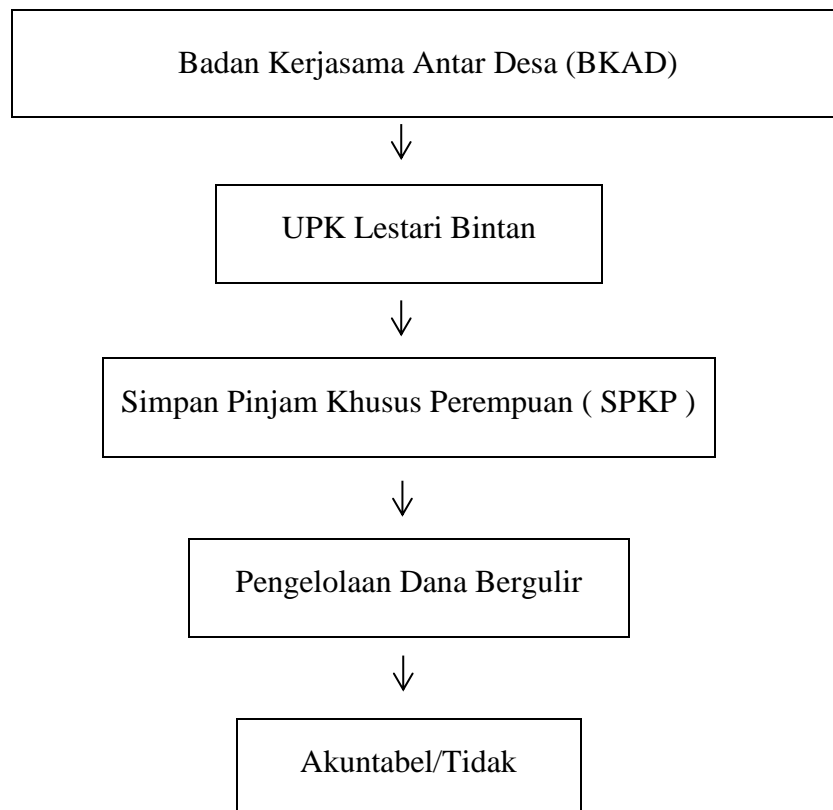 Badan Kerjasama Antar Desa (BKAD)
UPK Lestari Bintan
Simpan Pinjam Khusus Perempuan ( SPKP )
Pengelolaan Dana Bergulir
Akuntabel/Tidak